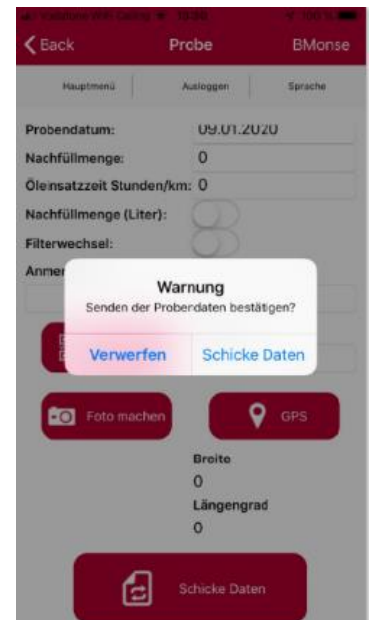 Back Probe BMonse
Hauptmenü Ausloggen Sprache
Probendatum: 09.01.2020
Nachfüllmenge: 0
Öleinsatzzeit Stunden/km: 0
Nachfüllmenge (Liter):
Filterwechsel:
Warnung
Senden der Probendaten bestätigen?
Verwerfen Schicke Daten
Foto machen GPS
Breite
0
Längengrad
0
Schicke Daten